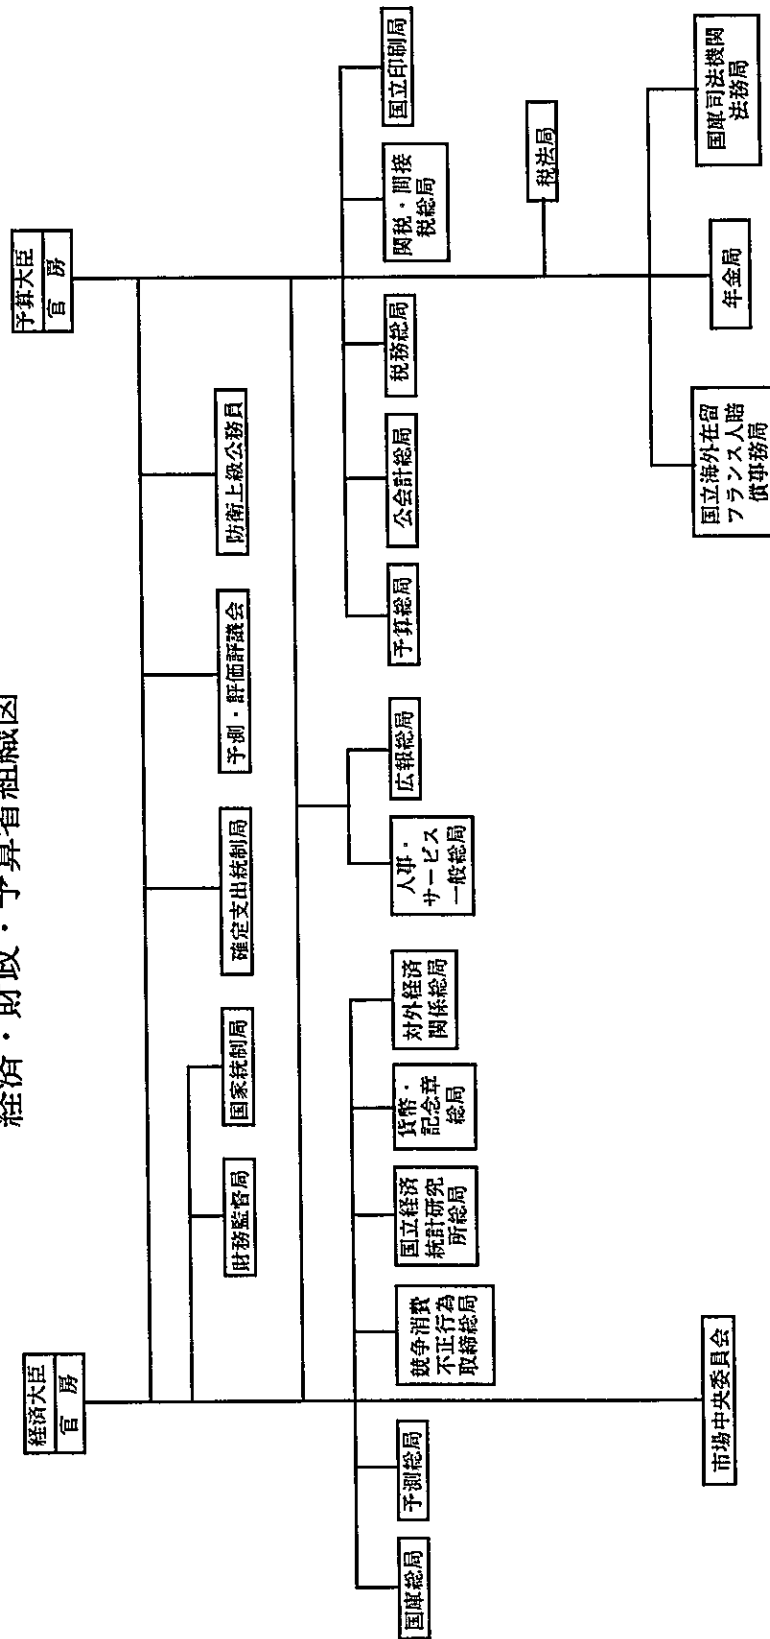 経済・財政・予算省組織図
経済大臣
官 房
予算大臣
官 房
財務監督局
国家統制局
確定支出統制局
予測・評価評議会
防衛上級公務員
国庫総局
予測総局
競争消費
不正行為
取締総局
国立経済
統計研究
所総局
貨幣・
記念章
総局
対外経済
関係総局
人事・
サービス
一般総局
広報総局
予算総局
公会計総局
税務総局
関税・間接
税総局
国立印刷局
税法局
市場中央委員会
国立海外在留
フランス人賠
償事務局
年金局
国庫司法機関
法務局